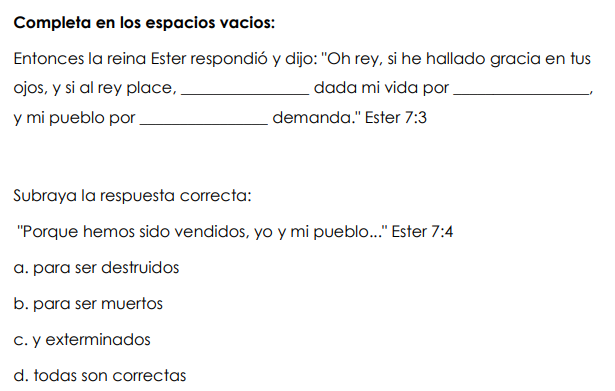 Completa en los espacios vacios:
Entonces la reina Ester respondió y dijo: "Oh rey, si he hallado gracia en tus
ojos, y si al rey place, _______________ dada mi vida por ________________,
y mi pueblo por _______________ demanda." Ester 7:3
Subraya la respuesta correcta:
"Porque hemos sido vendidos, yo y mi pueblo..." Ester 7:4
a. para ser destruidos
b. para ser muertos
c. y exterminados
d. todas son correctas